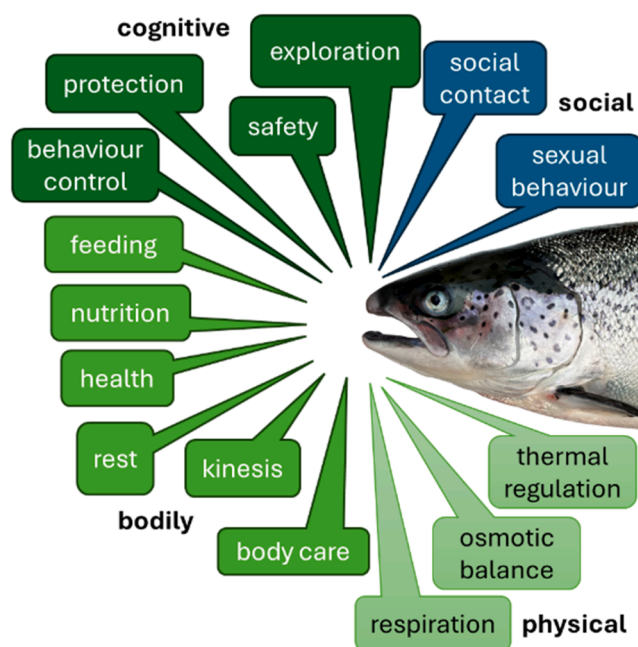 cognitive
exploration
protection
safety
behaviour
control
social
contact
social
sexual
behaviour
feeding
nutrition
health
rest
kinesis
body care
bodily
thermal
regulation
osmotic
balance
respiration
physical